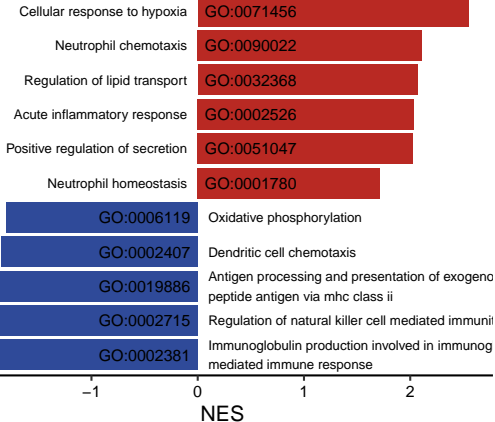 Cellular response to hypoxia GO:0071456
Neutrophil chemotaxis GO:0090022
Regulation of lipid transport GO:0032368
Acute inflammatory response GO:0002526
Positive regulation of secretion GO:0051047
Neutrophil homeostasis GO:0001780
GO:0006119 Oxidative phosphorylation
GO:0002407 Dendritic cell chemotaxis
GO:0019886 Antigen processing and presentation of exogeno
peptide antigen via mhc class ii
GO:0002715 Regulation of natural killer cell mediated immunit
GO:0002381 Immunoglobulin production involved in immunog
mediated immune response
−1 0 1 2
NES